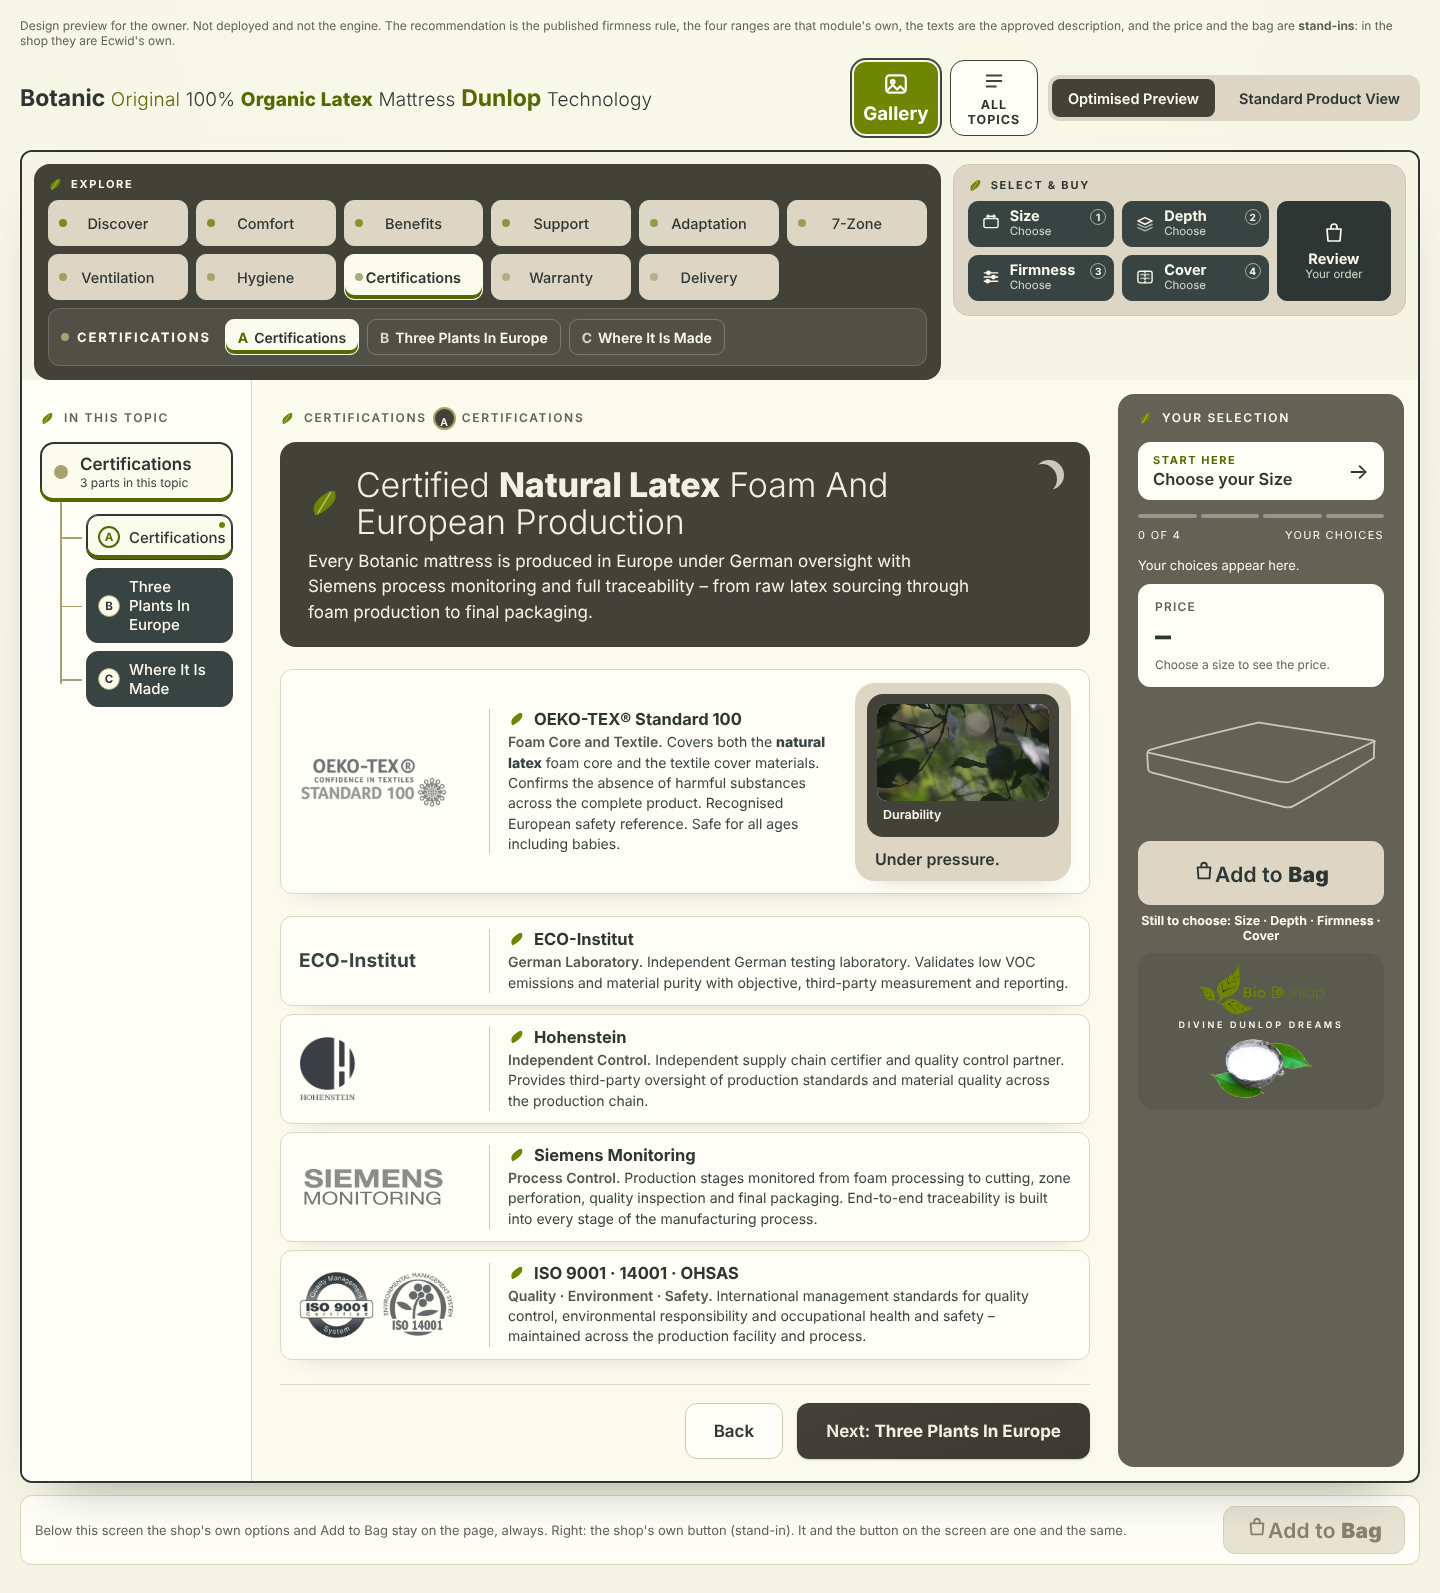 Design preview for the owner. Not deployed and not the engine. The recommendation is the published firmness rule, the four ranges are that module's own, the texts are the approved description, and the price and the bag are stand-ins: in the
shop they are Ecwid's own.
Botanic Original 100% Organic Latex Mattress Dunlop Technology
Gallery
ALL
TOPICS
Optimised Preview
Standard Product View
EXPLORE
Discover
Comfort
Benefits
Support
Adaptation
7-Zone
Ventilation
Hygiene
Certifications
Warranty
Delivery
CERTIFICATIONS
A Certifications
B Three Plants In Europe
C Where It Is Made
SELECT & BUY
Size
Choose
1
Depth
Choose
2
Firmness
Choose
3
Cover
Choose
4
Review
Your order
IN THIS TOPIC
Certifications
3 parts in this topic
A Certifications
B Three
Plants In
Europe
C Where It Is
Made
CERTIFICATIONS A CERTIFICATIONS
Certified Natural Latex Foam And
European Production
Every Botanic mattress is produced in Europe under German oversight with
Siemens process monitoring and full traceability – from raw latex sourcing through
foam production to final packaging.
OEKO-TEX®
CONFIDENCE IN TEXTILES
STANDARD 100
OEKO-TEX® Standard 100
Foam Core and Textile. Covers both the natural
latex foam core and the textile cover materials.
Confirms the absence of harmful substances
across the complete product. Recognised
European safety reference. Safe for all ages
including babies.
Durability
Under pressure.
ECO-Institut
ECO-Institut
German Laboratory. Independent German testing laboratory. Validates low VOC
emissions and material purity with objective, third-party measurement and reporting.
HOHENSTEIN
Hohenstein
Independent Control. Independent supply chain certifier and quality control partner.
Provides third-party oversight of production standards and material quality across
the production chain.
SIEMENS
MONITORING
Siemens Monitoring
Process Control. Production stages monitored from foam processing to cutting, zone
perforation, quality inspection and final packaging. End-to-end traceability is built
into every stage of the manufacturing process.
Quality Management
ISO 9001
Certified
System
ENVIRONMENTAL MANAGEMENT SYSTEM
ISO 14001
ISO 9001 · 14001 · OHSAS
Quality · Environment · Safety. International management standards for quality
control, environmental responsibility and occupational health and safety –
maintained across the production facility and process.
Back
Next: Three Plants In Europe
YOUR SELECTION
START HERE
Choose your Size
0 OF 4
YOUR CHOICES
Your choices appear here.
PRICE
–
Choose a size to see the price.
Add to Bag
Still to choose: Size · Depth · Firmness ·
Cover
Bio Dunlop
DIVINE DUNLOP DREAMS
Below this screen the shop's own options and Add to Bag stay on the page, always. Right: the shop's own button (stand-in). It and the button on the screen are one and the same.
Add to Bag